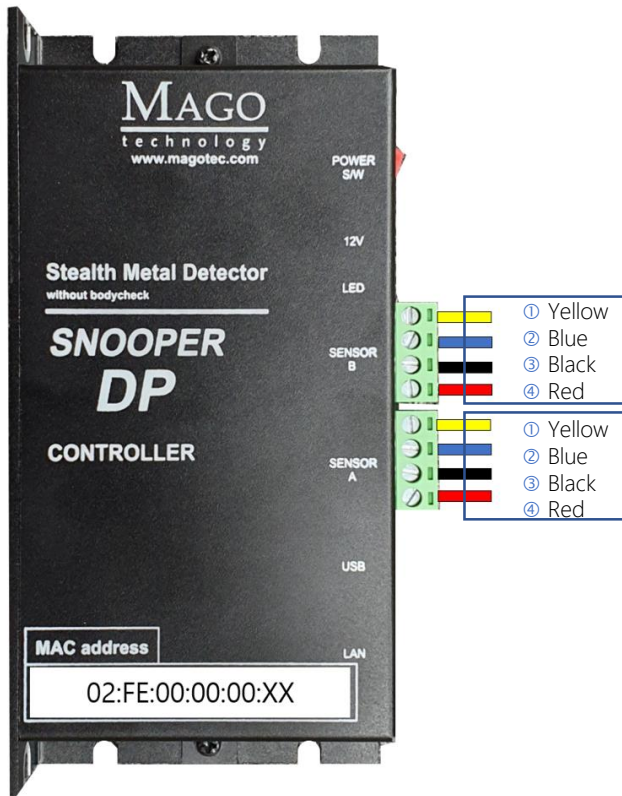 MAGO
technology
www.magotec.com
POWER
S/W
12V
Stealth Metal Detector
without bodycheck
LED
SNOOPER
DP
CONTROLLER
SENSOR
B
① Yellow
② Blue
③ Black
④ Red
SENSOR
A
① Yellow
② Blue
③ Black
④ Red
USB
MAC address
LAN
02:FE:00:00:00:XX